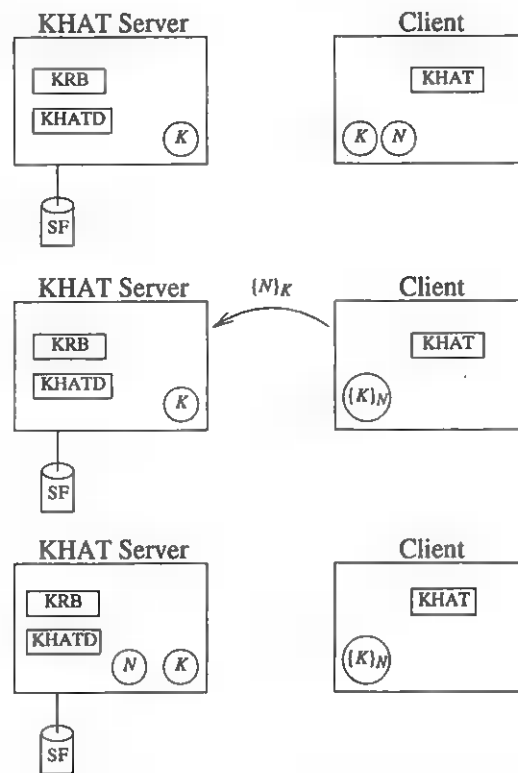 KHAT Server
Client
KRB
KHAT
KHATD
K
K
N
SF
KHAT Server
{N}K
Client
KRB
KHAT
KHATD
K
{K}N
SF
KHAT Server
Client
KRB
KHAT
KHATD
N
K
{K}N
SF